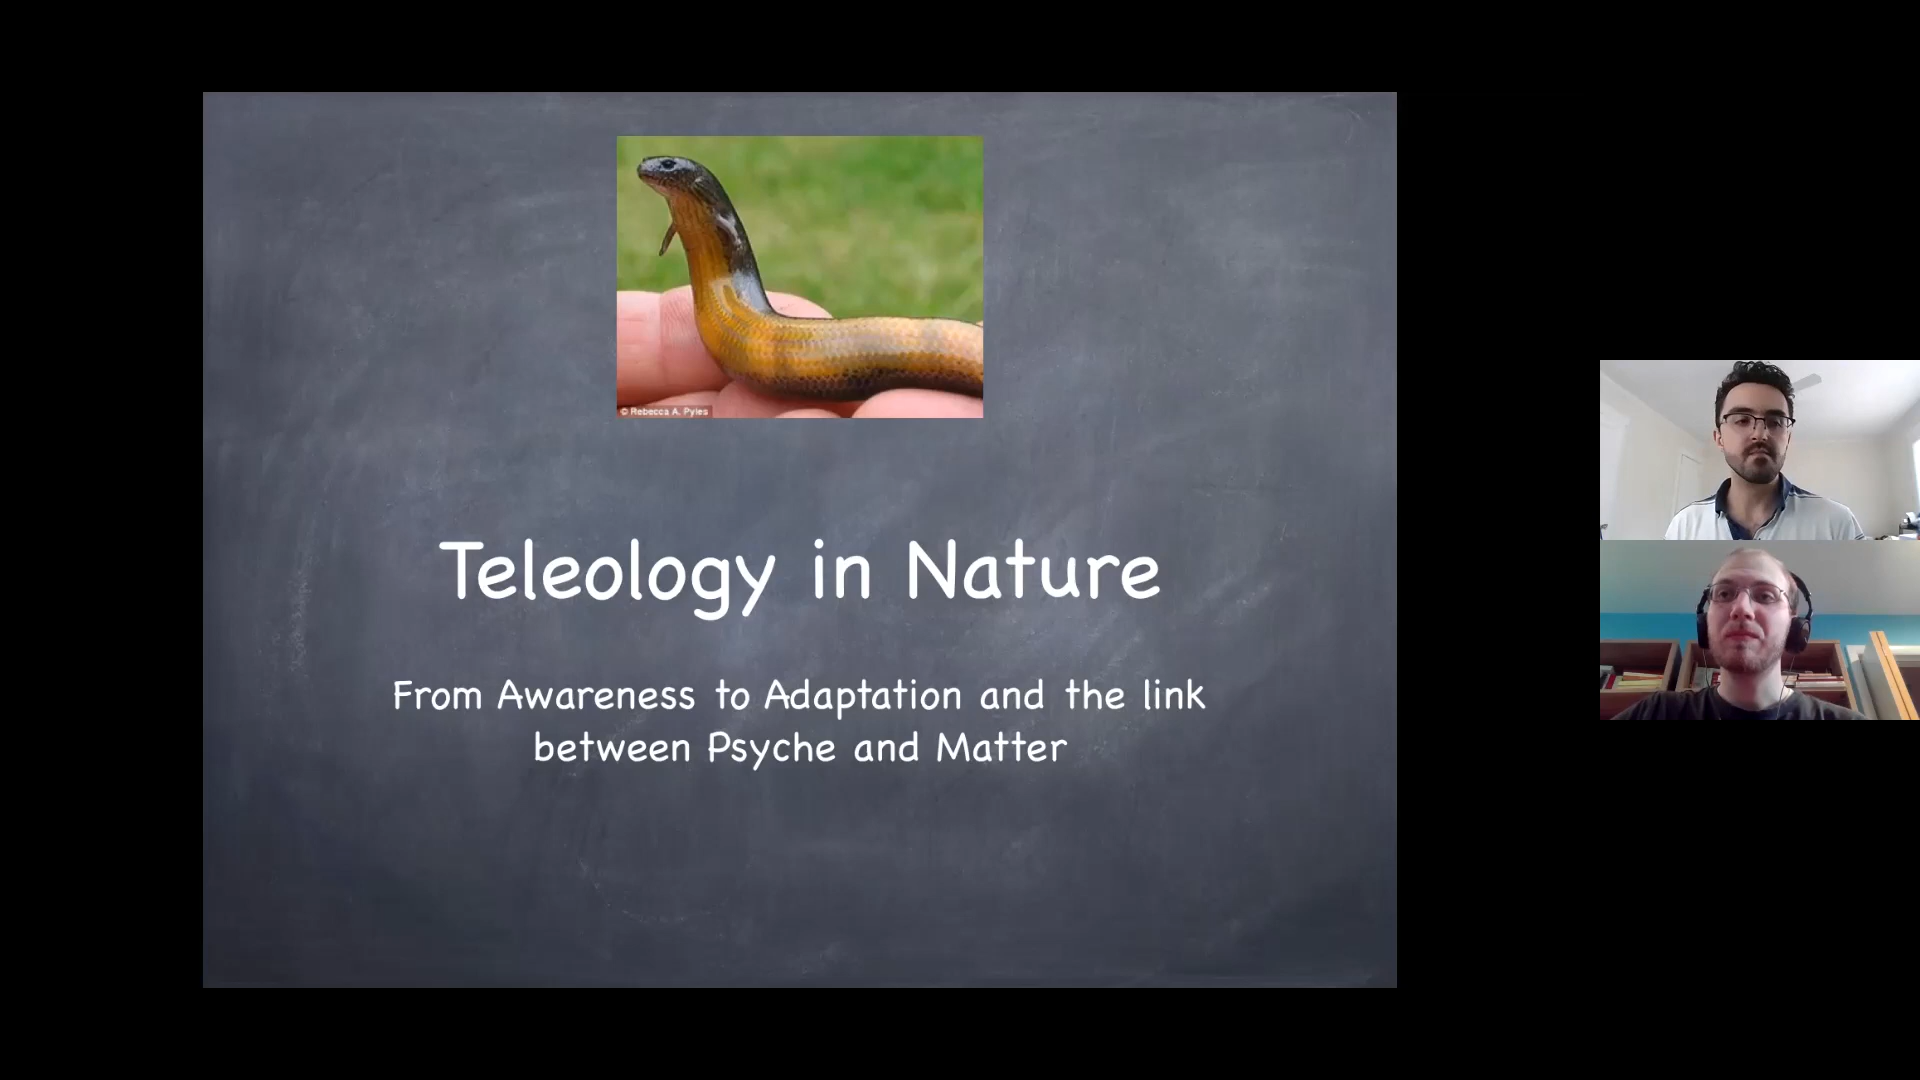 © Rebecca A. Pyles
Teleology in Nature
From Awareness to Adaptation and the link
between Psyche and Matter